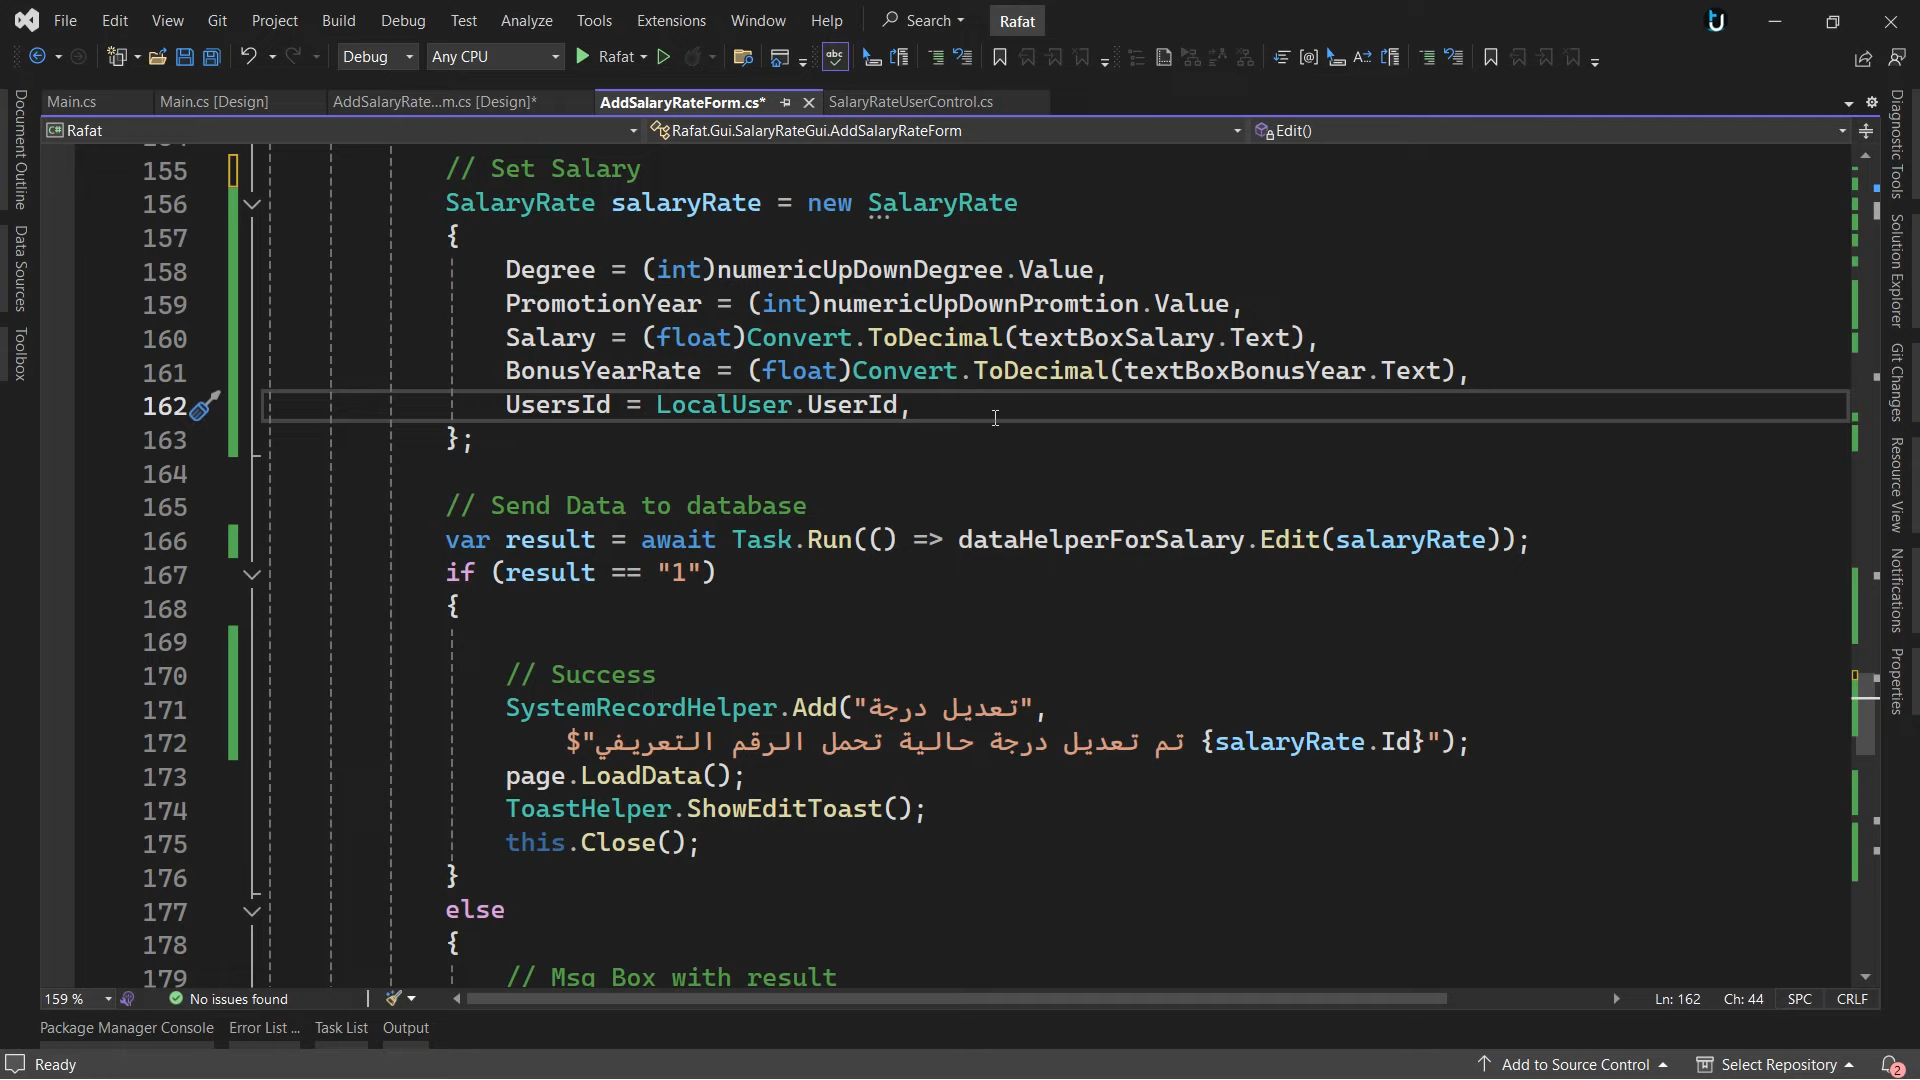 File Edit View Git Project Build Debug Test Analyze Tools Extensions Window Help Search Rafat
Debug Any CPU Rafat
Main.cs Main.cs [Design] AddSalaryRate...m.cs [Design]* AddSalaryRateForm.cs* SalaryRateUserControl.cs
C# Rafat Rafat.Gui.SalaryRateGui.AddSalaryRateForm Edit()
155 // Set Salary
156 SalaryRate salaryRate = new SalaryRate
157 {
158 Degree = (int)numericUpDownDegree.Value,
159 PromotionYear = (int)numericUpDownPromtion.Value,
160 Salary = (float)Convert.ToDecimal(textBoxSalary.Text),
161 BonusYearRate = (float)Convert.ToDecimal(textBoxBonusYear.Text),
162 UsersId = LocalUser.UserId,
163 };
164
165 // Send Data to database
166 var result = await Task.Run(() => dataHelperForSalary.Edit(salaryRate));
167 if (result == "1")
168 {
169
170 // Success
171 SystemRecordHelper.Add("تعديل درجة",
172 $"تم تعديل درجة حالية تحمل الرقم التعريفي {salaryRate.Id}");
173 page.LoadData();
174 ToastHelper.ShowEditToast();
175 this.Close();
176 }
177 else
178 {
179 // Msg Box with result
Document Outline
Data Sources
Toolbox
Diagnostic Tools
Solution Explorer
Git Changes
Resource View
Notifications
Properties
159 % No issues found Ln: 162 Ch: 44 SPC CRLF
Package Manager Console Error List ... Task List Output
Ready Add to Source Control Select Repository 2